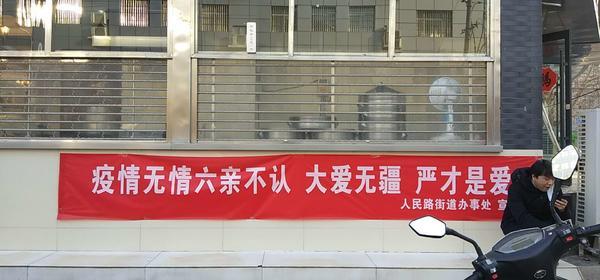 疫情无情六亲不认 大爱无疆 严才是爱
人民路街道办事处 宣